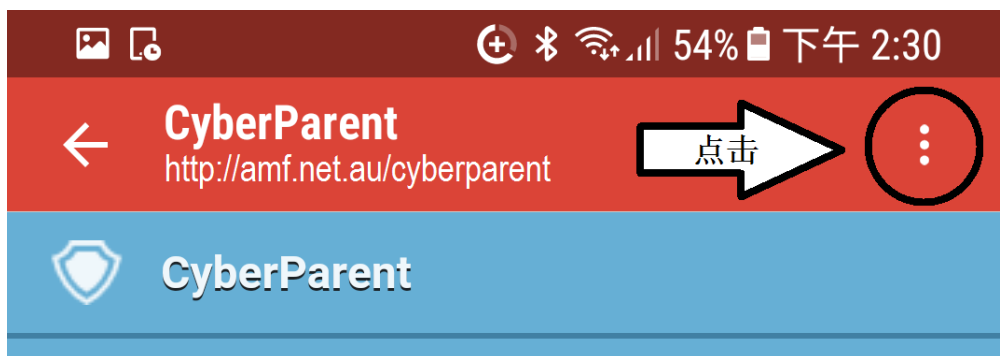 54% 下午 2:30
CyberParent
http://amf.net.au/cyberparent
点击
CyberParent